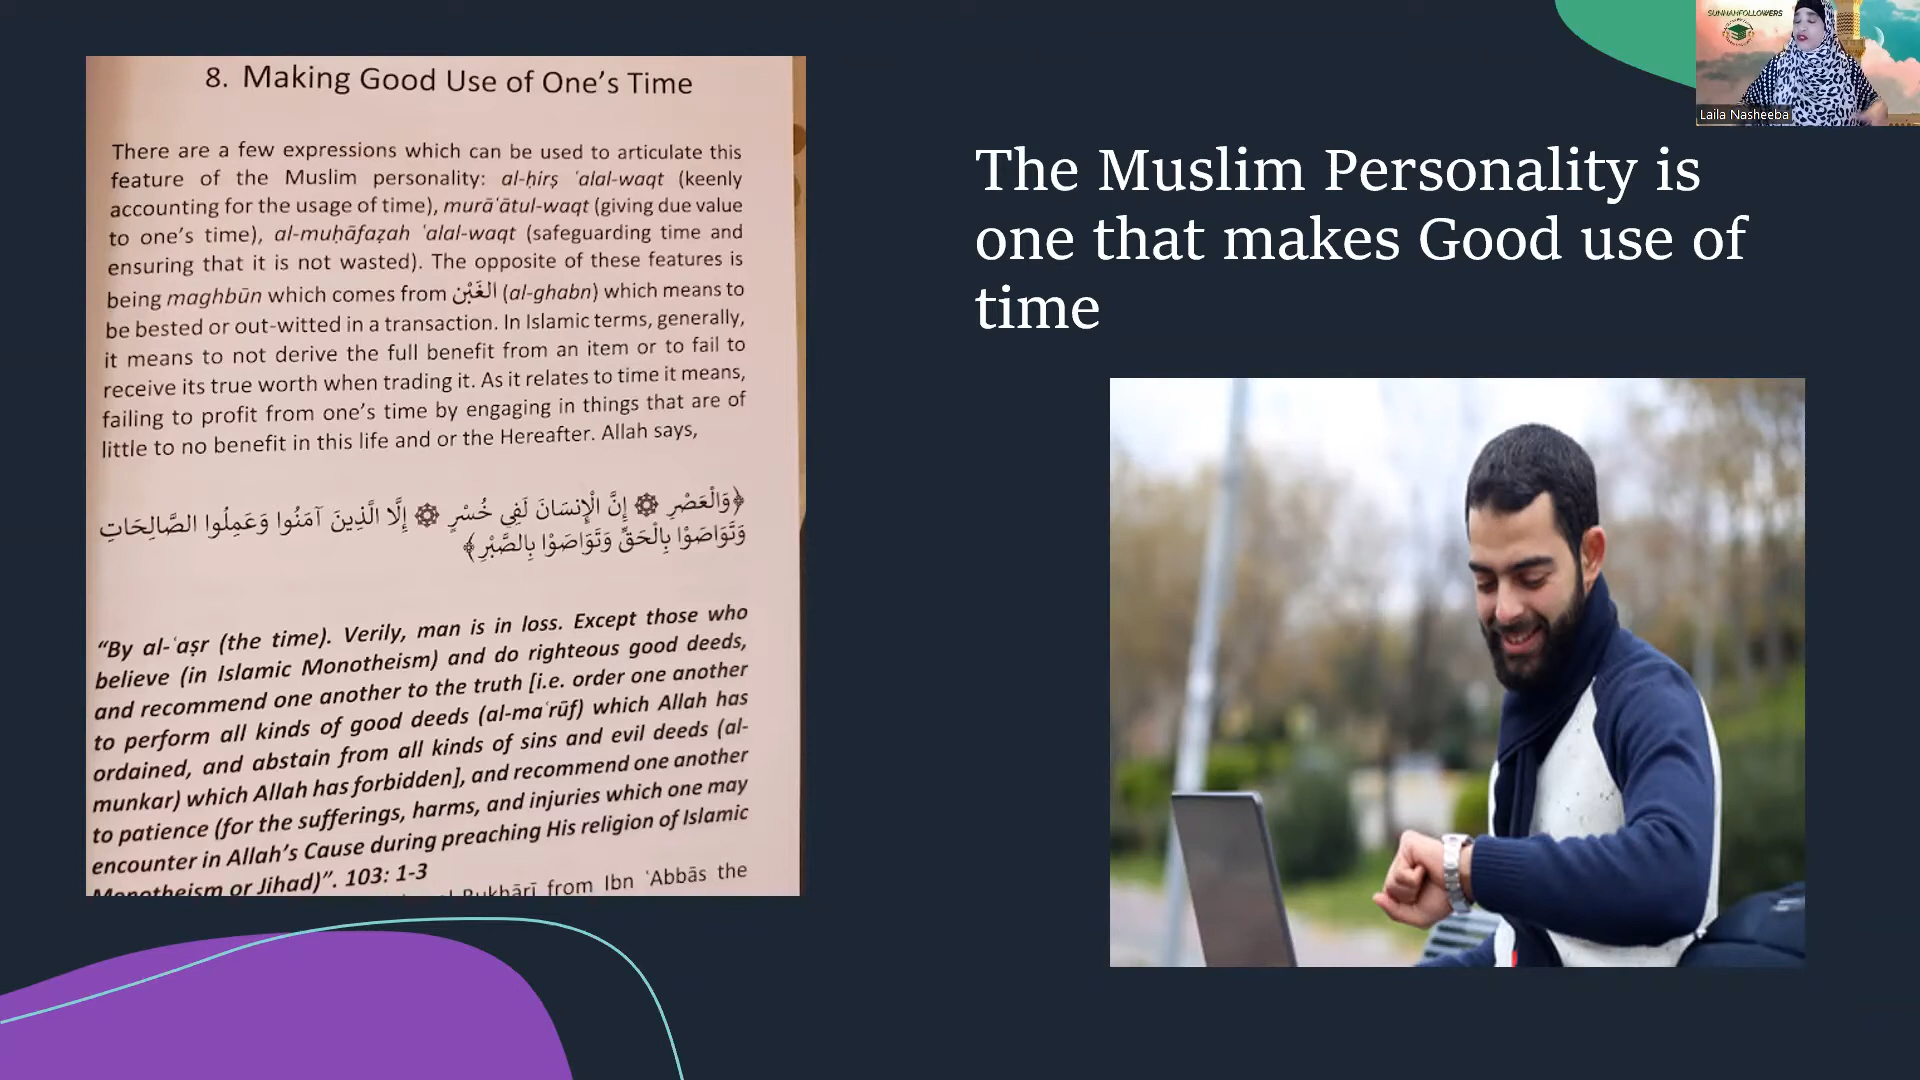 8. Making Good Use of One's Time
There are a few expressions which can be used to articulate this
feature of the Muslim personality: al-ḥirṣ ʿalal-waqt (keenly
accounting for the usage of time), murāʿātul-waqt (giving due value
to one's time), al-muḥāfaẓah ʿalal-waqt (safeguarding time and
ensuring that it is not wasted). The opposite of these features is
being maghbūn which comes from الغَبْن (al-ghabn) which means to
be bested or out-witted in a transaction. In Islamic terms, generally,
it means to not derive the full benefit from an item or to fail to
receive its true worth when trading it. As it relates to time it means,
failing to profit from one's time by engaging in things that are of
little to no benefit in this life and or the Hereafter. Allah says,
﴿وَالْعَصْرِ ۞ إِنَّ الْإِنسَانَ لَفِي خُسْرٍ ۞ إِلَّا الَّذِينَ آمَنُوا وَعَمِلُوا الصَّالِحَاتِ
وَتَوَاصَوْا بِالْحَقِّ وَتَوَاصَوْا بِالصَّبْرِ﴾
“By al-ʿaṣr (the time). Verily, man is in loss. Except those who
believe (in Islamic Monotheism) and do righteous good deeds,
and recommend one another to the truth [i.e. order one another
to perform all kinds of good deeds (al-maʿrūf) which Allah has
ordained, and abstain from all kinds of sins and evil deeds (al-
munkar) which Allah has forbidden], and recommend one another
to patience (for the sufferings, harms, and injuries which one may
encounter in Allah's Cause during preaching His religion of Islamic
Monotheism or Jihad)”. 103: 1-3
Bukhārī from Ibn ʿAbbās the
The Muslim Personality is
one that makes Good use of
time
SUNNAHFOLLOWERS
Laila Nasheeba